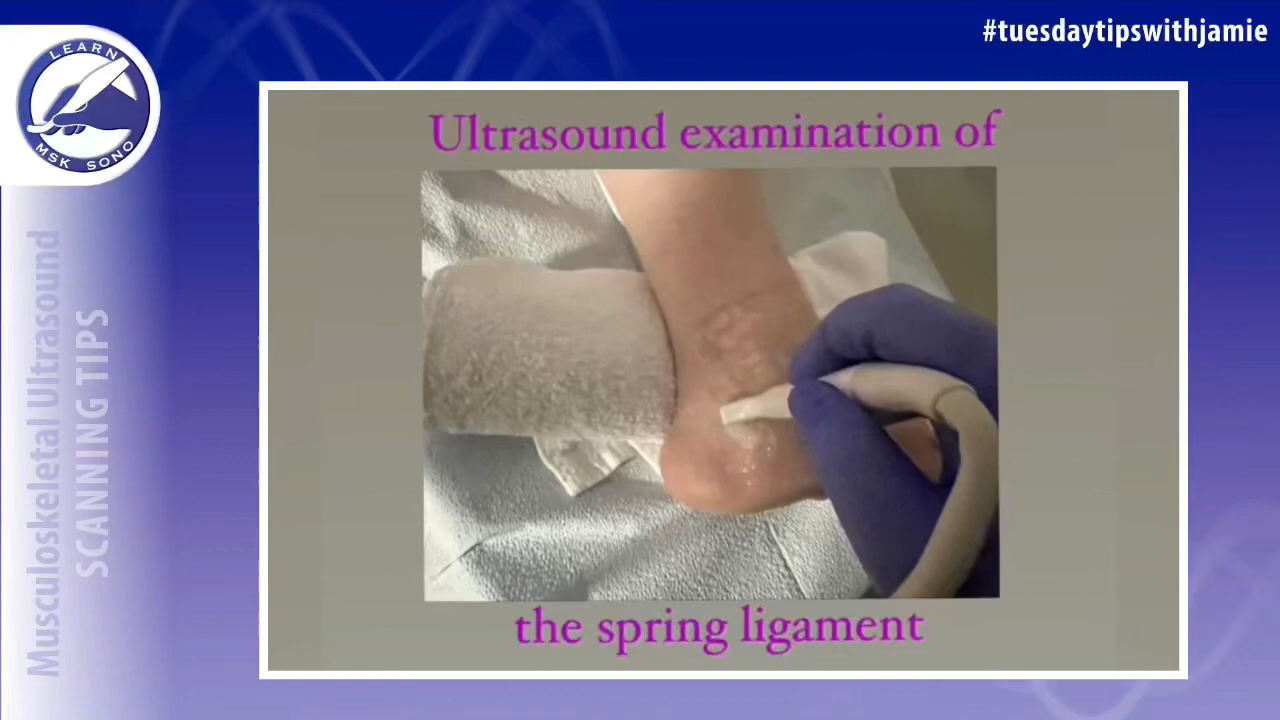 #tuesdaytipswithjamie
LEARN
MSK SONO
Musculoskeletal Ultrasound
SCANNING TIPS
Ultrasound examination of
the spring ligament